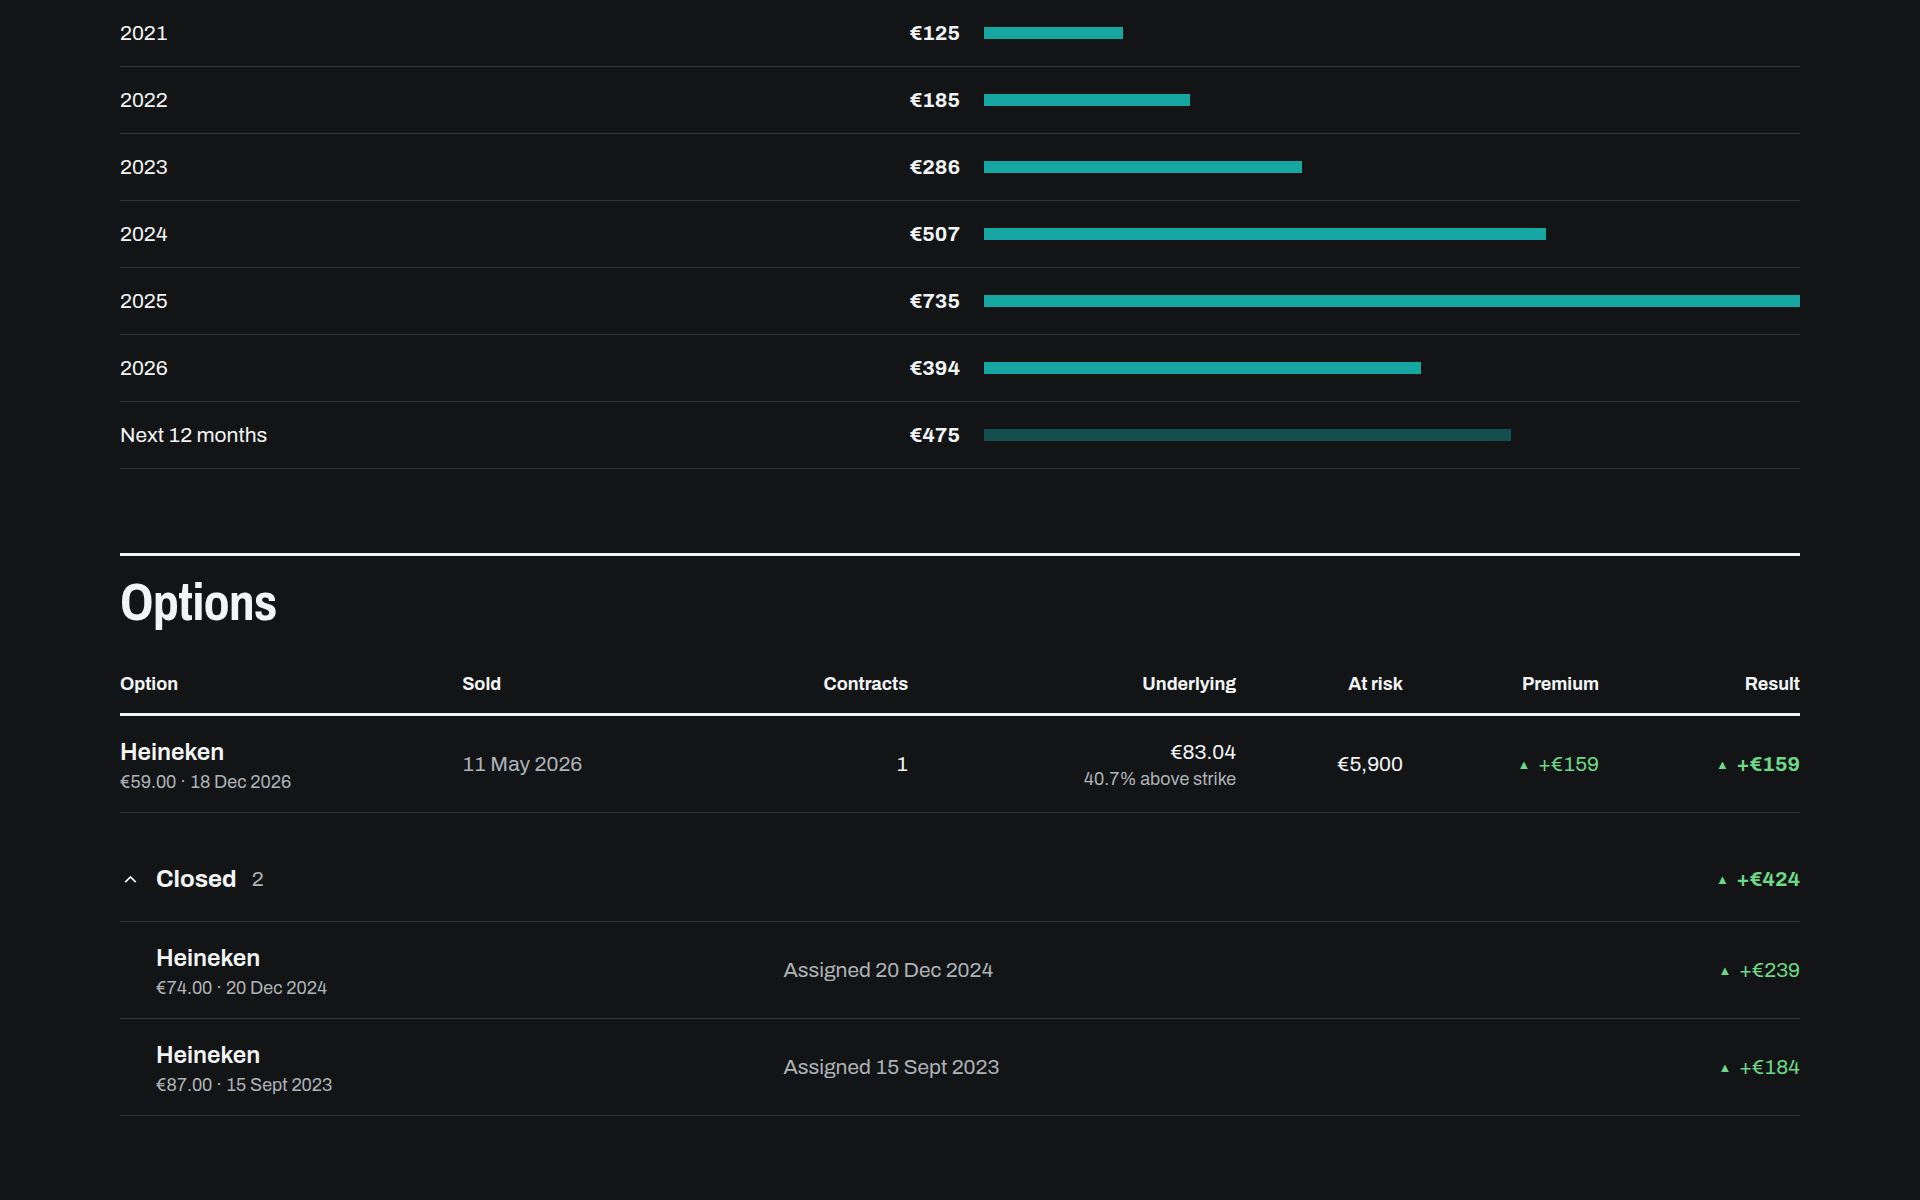 2021 €125
2022 €185
2023 €286
2024 €507
2025 €735
2026 €394
Next 12 months €475
Options
Option Sold Contracts Underlying At risk Premium Result
Heineken
€59.00 · 18 Dec 2026
11 May 2026
1
€83.04
40.7% above strike
€5,900
▲ +€159
▲ +€159
Closed 2 ▲ +€424
Heineken
€74.00 · 20 Dec 2024
Assigned 20 Dec 2024
▲ +€239
Heineken
€87.00 · 15 Sept 2023
Assigned 15 Sept 2023
▲ +€184